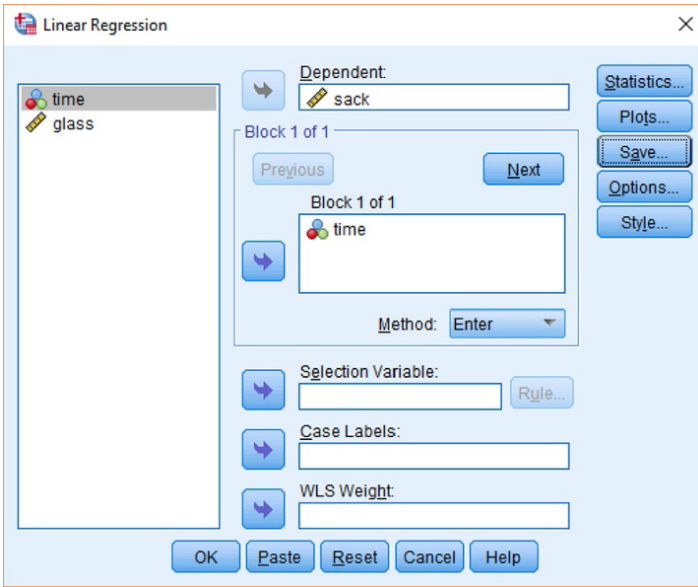 Linear Regression
time
glass
Dependent:
sack
Block 1 of 1
Previous
Next
Block 1 of 1
time
Method:
Enter
Selection Variable:
Rule...
Case Labels:
WLS Weight:
Statistics...
Plots...
Save...
Options...
Style...
OK
Paste
Reset
Cancel
Help